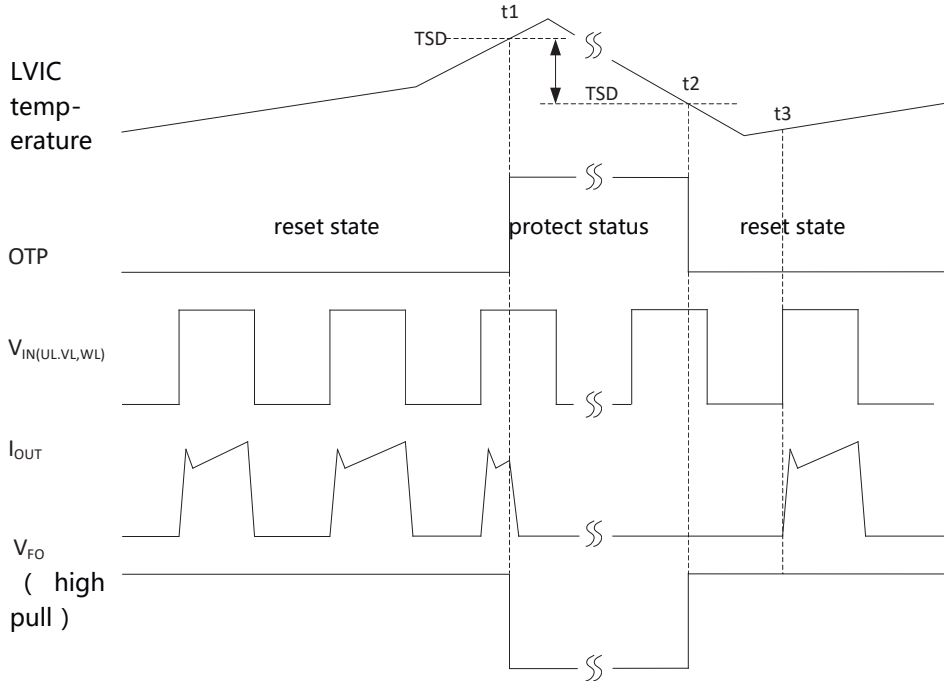 t1
TSD
LVIC
temp-
erature
TSD
t2
t3
reset state
protect status
reset state
OTP
VIN(UL.VL,WL)
IOUT
VFO
( high
pull )